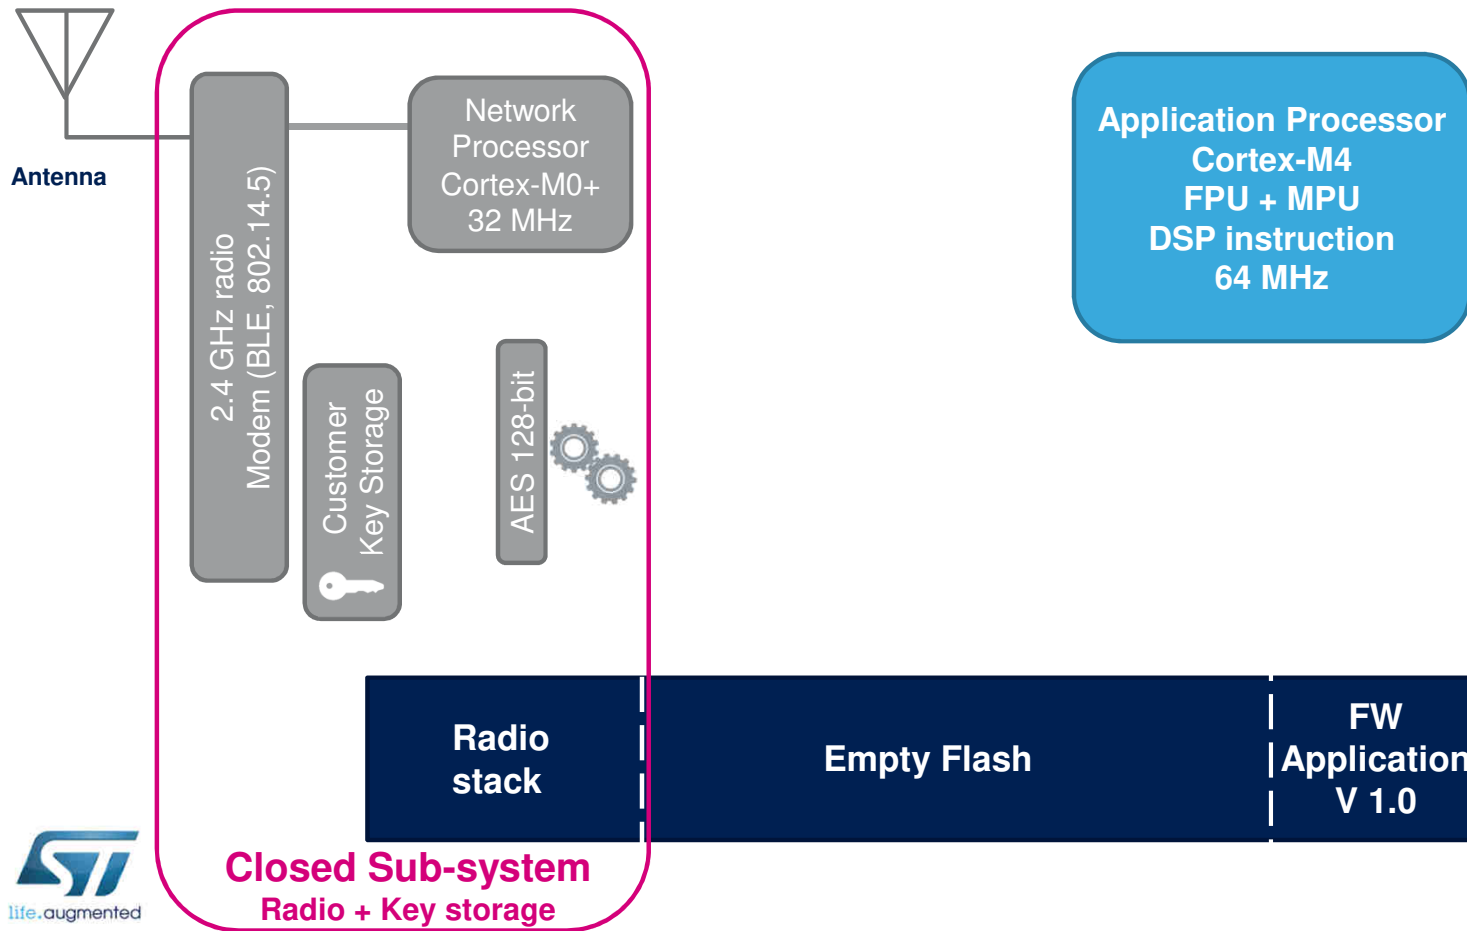 Antenna
2.4 GHz radio
Modem (BLE, 802.14.5)
Network
Processor
Cortex-M0+
32 MHz
Customer
Key Storage
AES 128-bit
Application Processor
Cortex-M4
FPU + MPU
DSP instruction
64 MHz
Radio
stack
Empty Flash
FW
Application
V 1.0
Closed Sub-system
Radio + Key storage
ST
life.augmented